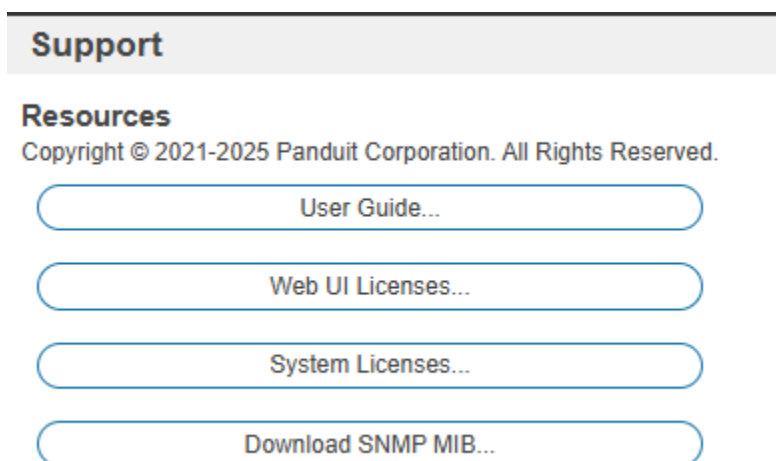 Support
Resources
Copyright © 2021-2025 Panduit Corporation. All Rights Reserved.
User Guide...
Web UI Licenses...
System Licenses...
Download SNMP MIB...